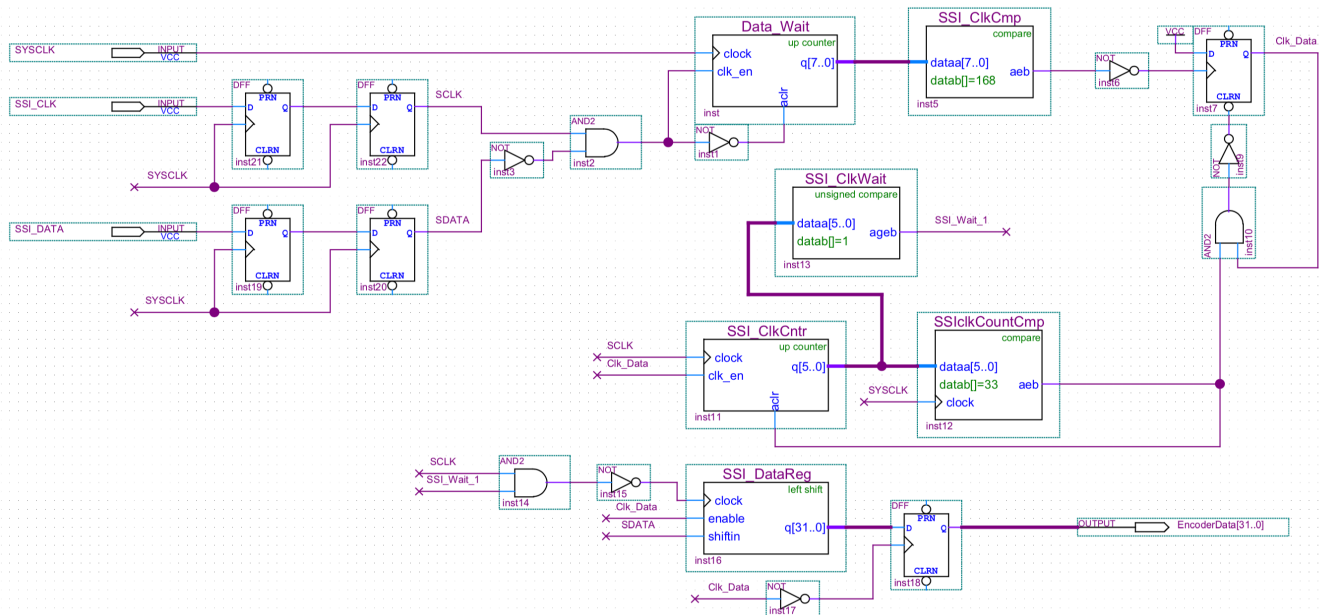 SYSCLK
INPUT
VCC
Data_Wait
up counter
clock
clk_en
q[7..0]
aclr
inst
SSI_ClkCmp
compare
dataa[7..0]
datab[]=168
aeb
inst5
NOT
inst6
VCC
DFF
PRN
D
Q
CLRN
inst7
Clk_Data
SSI_CLK
INPUT
VCC
DFF
PRN
D
Q
CLRN
inst21
DFF
PRN
D
Q
CLRN
inst22
SCLK
SYSCLK
NOT
inst3
AND2
inst2
NOT
inst1
NOT
inst9
AND2
inst10
SSI_DATA
INPUT
VCC
DFF
PRN
D
Q
CLRN
inst19
DFF
PRN
D
Q
CLRN
inst20
SDATA
SYSCLK
SSI_ClkWait
unsigned compare
dataa[5..0]
datab[]=1
ageb
inst13
SSI_Wait_1
SCLK
Clk_Data
SSI_ClkCntr
up counter
clock
clk_en
q[5..0]
aclr
inst11
SYSCLK
SSIclkCountCmp
compare
dataa[5..0]
datab[]=33
aeb
clock
inst12
SCLK
SSI_Wait_1
AND2
inst14
NOT
inst15
Clk_Data
SDATA
SSI_DataReg
left shift
clock
enable
shiftin
q[31..0]
inst16
DFF
PRN
D
Q
CLRN
inst18
OUTPUT
EncoderData[31..0]
Clk_Data
NOT
inst17